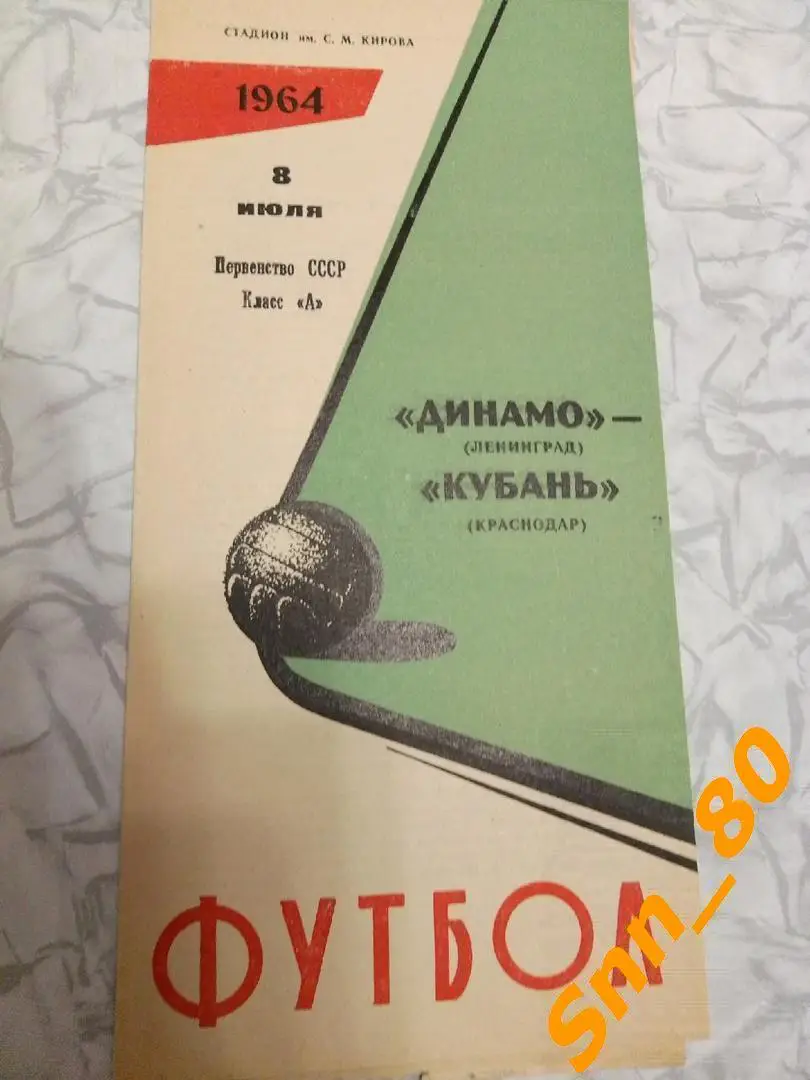 СТАДИОН им. С. М. КИРОВА
1964
8
ИЮЛЯ
Первенство СССР
Класс «А»
«ДИНАМО» —
(ЛЕНИНГРАД)
«КУБАНЬ»
(КРАСНОДАР)
ФУТБОЛ
Snn_80